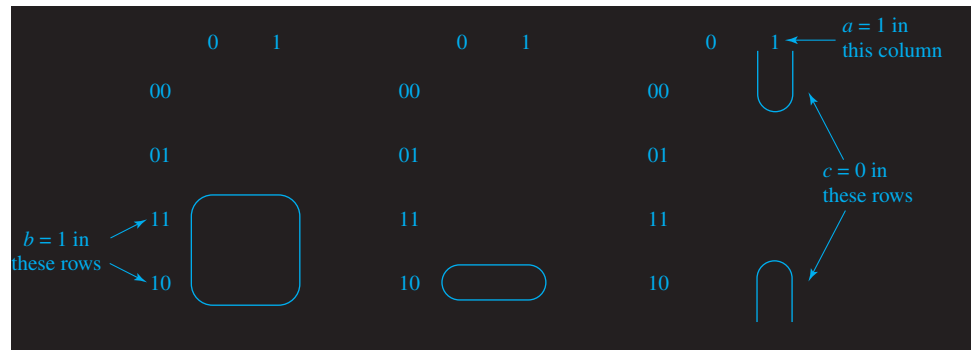 a = 1 in
this column
0 1
0 1
0 1
00
00
00
01
01
01
c = 0 in
these rows
11
11
11
b = 1 in
these rows
10
10
10